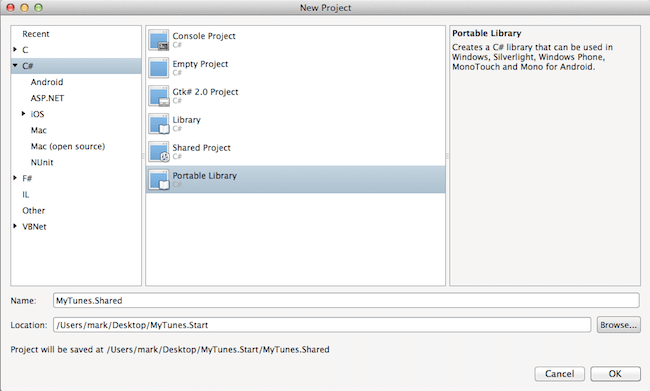 New Project
Recent
C
C#
Android
ASP.NET
iOS
Mac
Mac (open source)
NUnit
F#
IL
Other
VBNet
Console Project
C#
Empty Project
C#
Gtk# 2.0 Project
C#
Library
C#
Shared Project
C#
Portable Library
C#
Portable Library
Creates a C# library that can be used in
Windows, Silverlight, Windows Phone,
MonoTouch and Mono for Android.
Name: MyTunes.Shared
Location: /Users/mark/Desktop/MyTunes.Start Browse...
Project will be saved at /Users/mark/Desktop/MyTunes.Start/MyTunes.Shared
Cancel OK